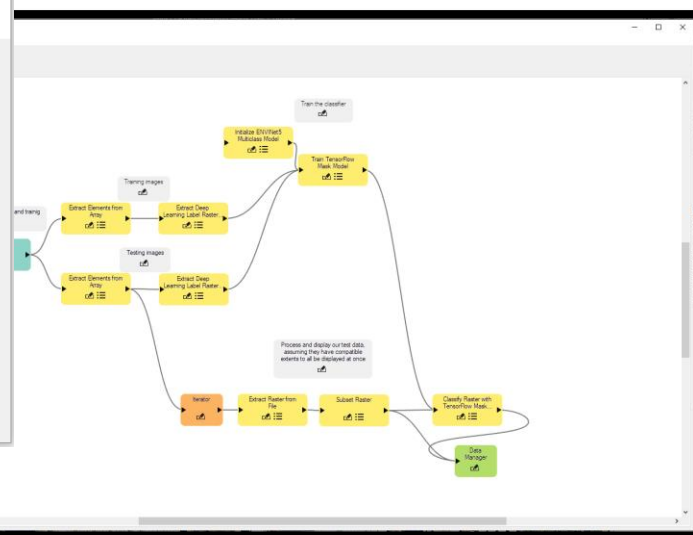 Train the classifier
Initialize ENVINet5
Multiclass Model
Train TensorFlow
Mask Model
Training images
and traing
Extract Elements from
Array
Extract Deep
Learning Label Raster...
Testing images
Extract Elements from
Array
Extract Deep
Learning Label Raster...
Process and display our test data,
assuming they have compatible
extents to all be displayed at once
Iterator
Extract Raster from
File
Subset Raster
Classify Raster with
TensorFlow Mask...
Data
Manager